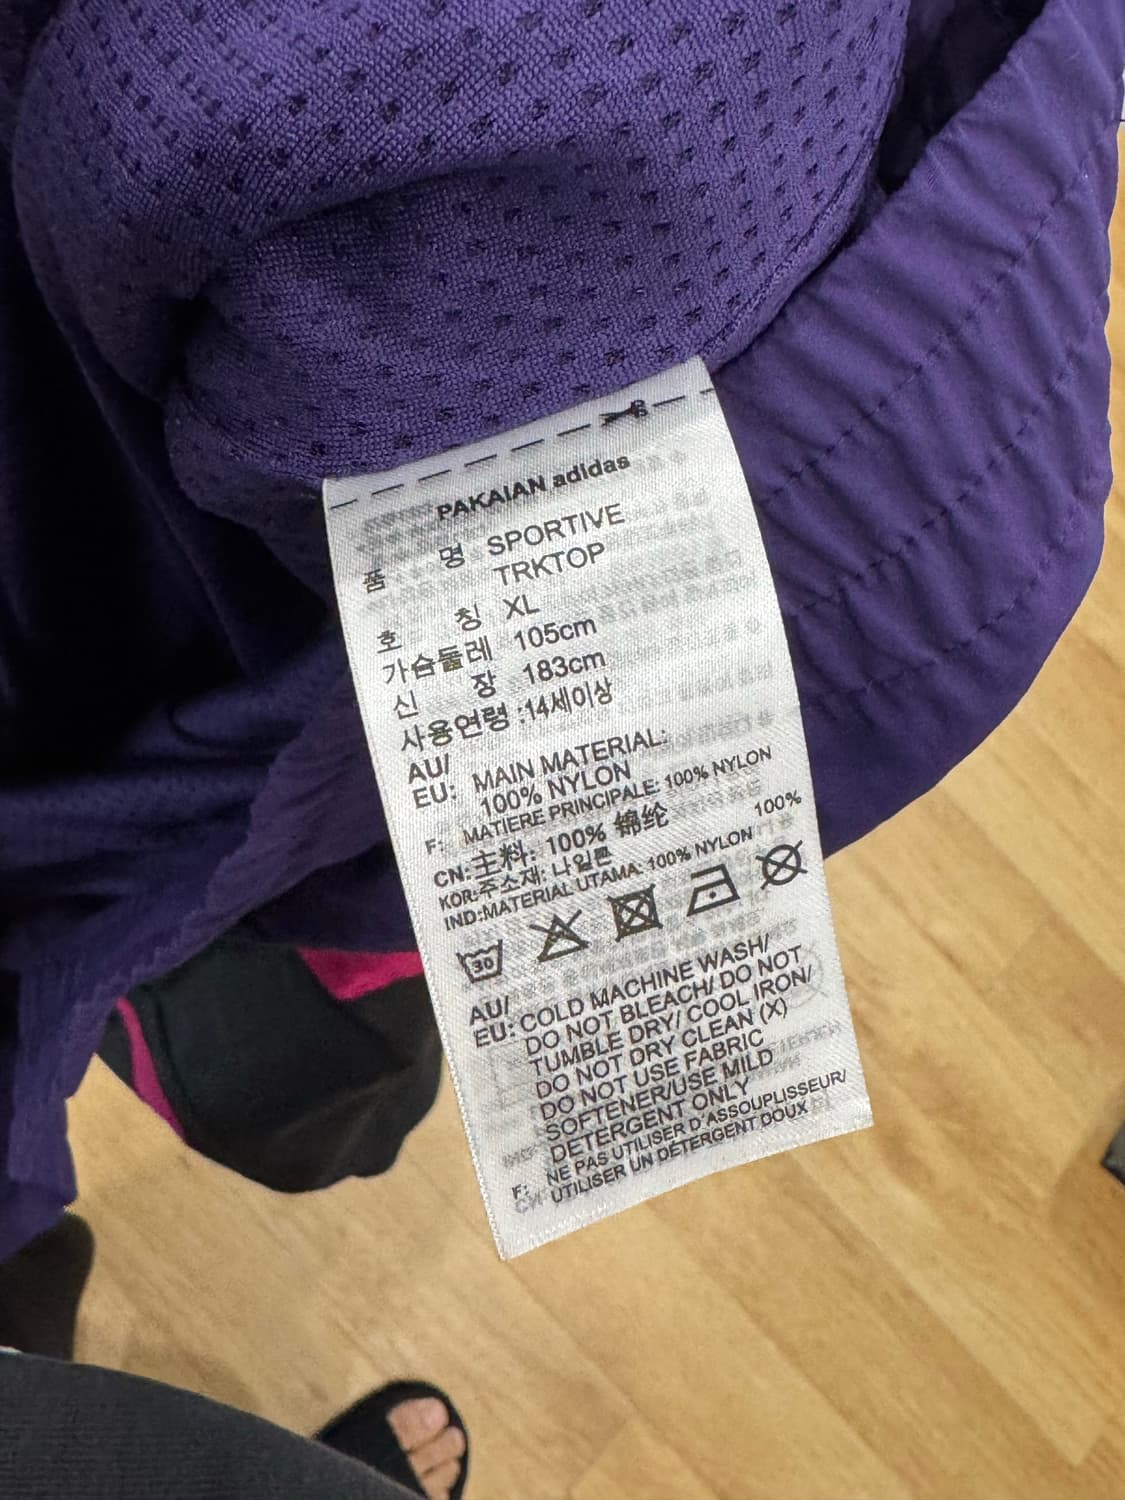 PAKAIAN adidas
품 명 SPORTIVE
TRKTOP
호 칭 XL
가슴둘레 105cm
신 장 183cm
사용연령 :14세이상
AU/
EU: MAIN MATERIAL:
100% NYLON
F: MATIERE PRINCIPALE: 100% NYLON
CN:主料: 100% 锦纶
KOR:주소재: 나일론 100%
IND:MATERIAL UTAMA: 100% NYLON
30
AU/
EU: COLD MACHINE WASH/
DO NOT BLEACH/ DO NOT
TUMBLE DRY/ COOL IRON/
DO NOT DRY CLEAN (X)
DO NOT USE FABRIC
SOFTENER/USE MILD
DETERGENT ONLY
F: NE PAS UTILISER D'ASSOUPLISSEUR/
UTILISER UN DÉTERGENT DOUX